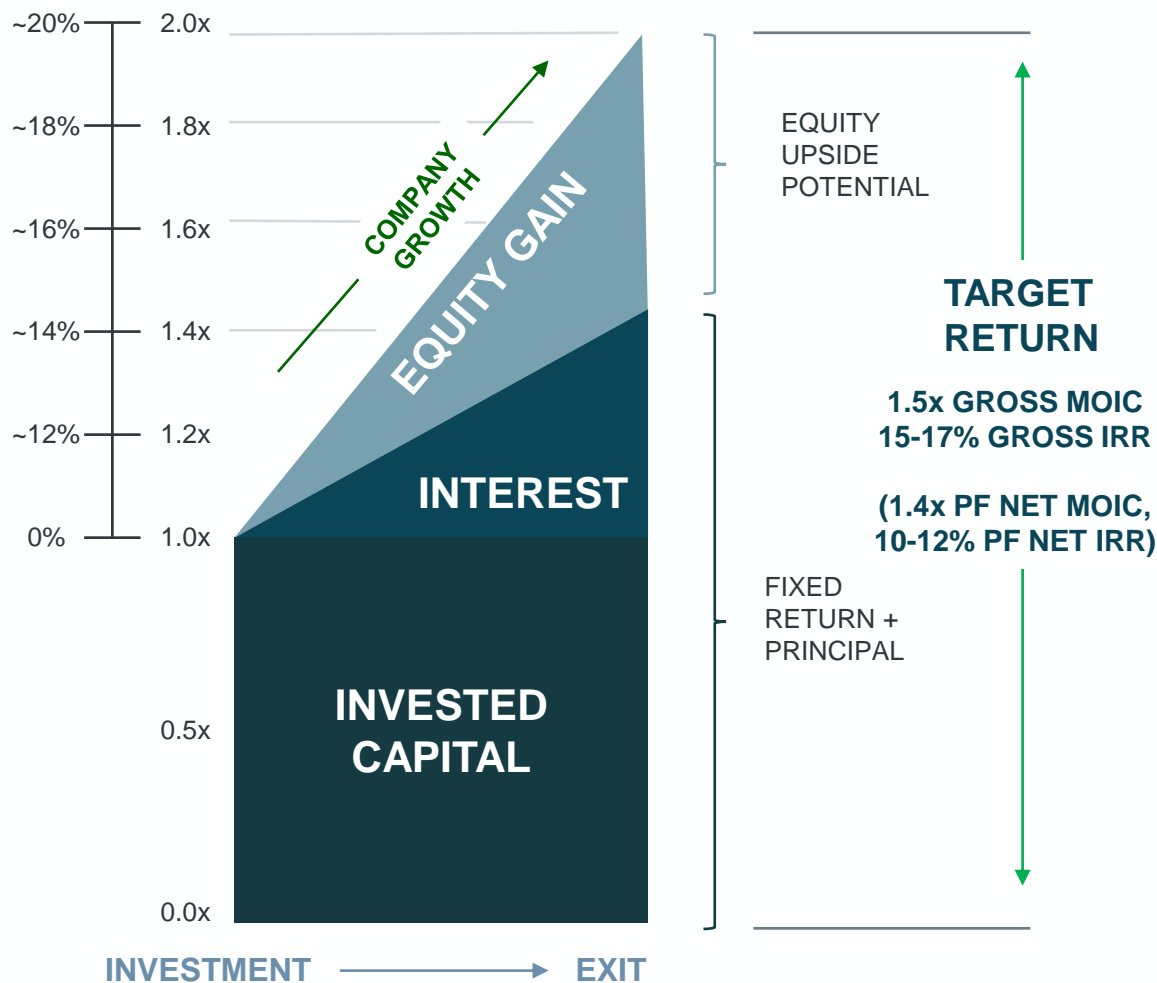 ~20%
2.0x
~18%
1.8x
~16%
1.6x
~14%
1.4x
~12%
1.2x
0%
1.0x
0.5x
0.0x
COMPANY
GROWTH
EQUITY GAIN
INTEREST
INVESTED
CAPITAL
INVESTMENT
EXIT
EQUITY
UPSIDE
POTENTIAL
FIXED
RETURN +
PRINCIPAL
TARGET
RETURN
1.5x GROSS MOIC
15-17% GROSS IRR
(1.4x PF NET MOIC,
10-12% PF NET IRR)